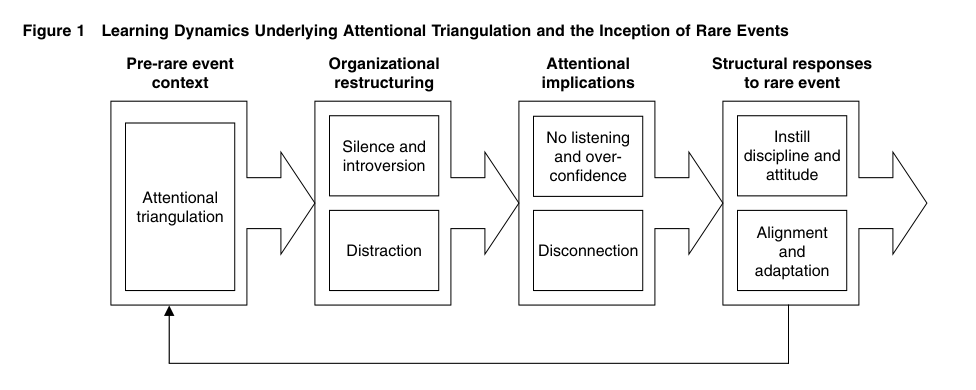 Figure 1 Learning Dynamics Underlying Attentional Triangulation and the Inception of Rare Events
Pre-rare event
context
Organizational
restructuring
Attentional
implications
Structural responses
to rare event
Attentional
triangulation
Silence and
introversion
Distraction
No listening
and over-
confidence
Disconnection
Instill
discipline and
attitude
Alignment
and
adaptation